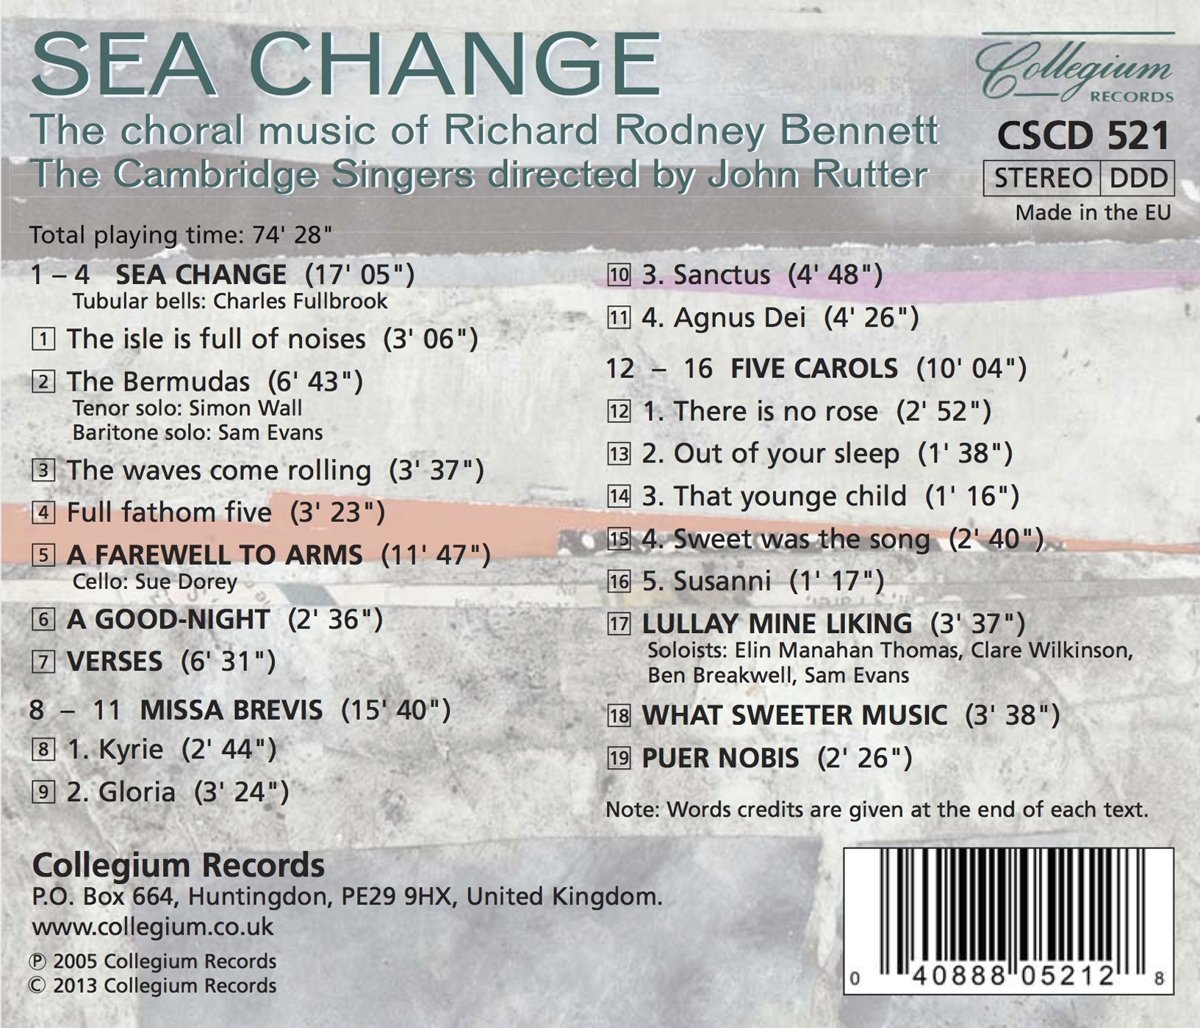 SEA CHANGE
The choral music of Richard Rodney Bennett
The Cambridge Singers directed by John Rutter
Collegium
RECORDS
CSCD 521
STEREO DDD
Made in the EU
Total playing time: 74' 28"
1 – 4 SEA CHANGE (17' 05")
Tubular bells: Charles Fullbrook
1 The isle is full of noises (3' 06")
2 The Bermudas (6' 43")
Tenor solo: Simon Wall
Baritone solo: Sam Evans
3 The waves come rolling (3' 37")
4 Full fathom five (3' 23")
5 A FAREWELL TO ARMS (11' 47")
Cello: Sue Dorey
6 A GOOD-NIGHT (2' 36")
7 VERSES (6' 31")
8 – 11 MISSA BREVIS (15' 40")
8 1. Kyrie (2' 44")
9 2. Gloria (3' 24")
10 3. Sanctus (4' 48")
11 4. Agnus Dei (4' 26")
12 – 16 FIVE CAROLS (10' 04")
12 1. There is no rose (2' 52")
13 2. Out of your sleep (1' 38")
14 3. That younge child (1' 16")
15 4. Sweet was the song (2' 40")
16 5. Susanni (1' 17")
17 LULLAY MINE LIKING (3' 37")
Soloists: Elin Manahan Thomas, Clare Wilkinson,
Ben Breakwell, Sam Evans
18 WHAT SWEETER MUSIC (3' 38")
19 PUER NOBIS (2' 26")
Note: Words credits are given at the end of each text.
Collegium Records
P.O. Box 664, Huntingdon, PE29 9HX, United Kingdom.
www.collegium.co.uk
℗ 2005 Collegium Records
© 2013 Collegium Records
0 40888 05212 8